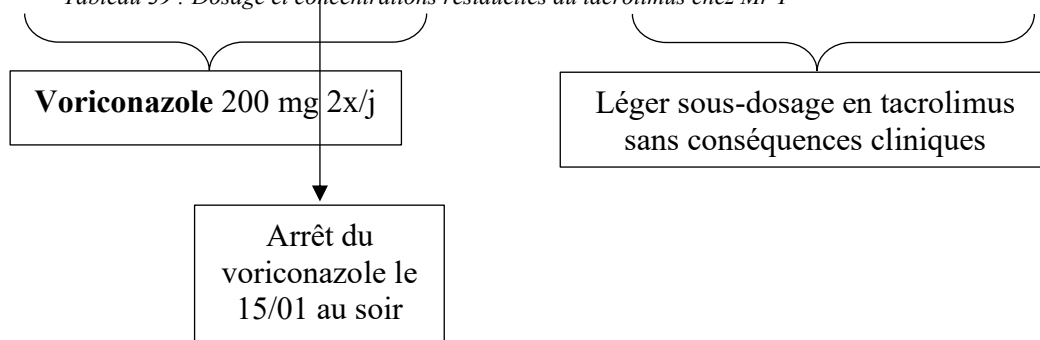 Tableau 39 : Dosage et concentrations résiduelles du tacrolimus chez Mr T
Voriconazole 200 mg 2x/j
Léger sous-dosage en tacrolimus
sans conséquences cliniques
Arrêt du
voriconazole le
15/01 au soir